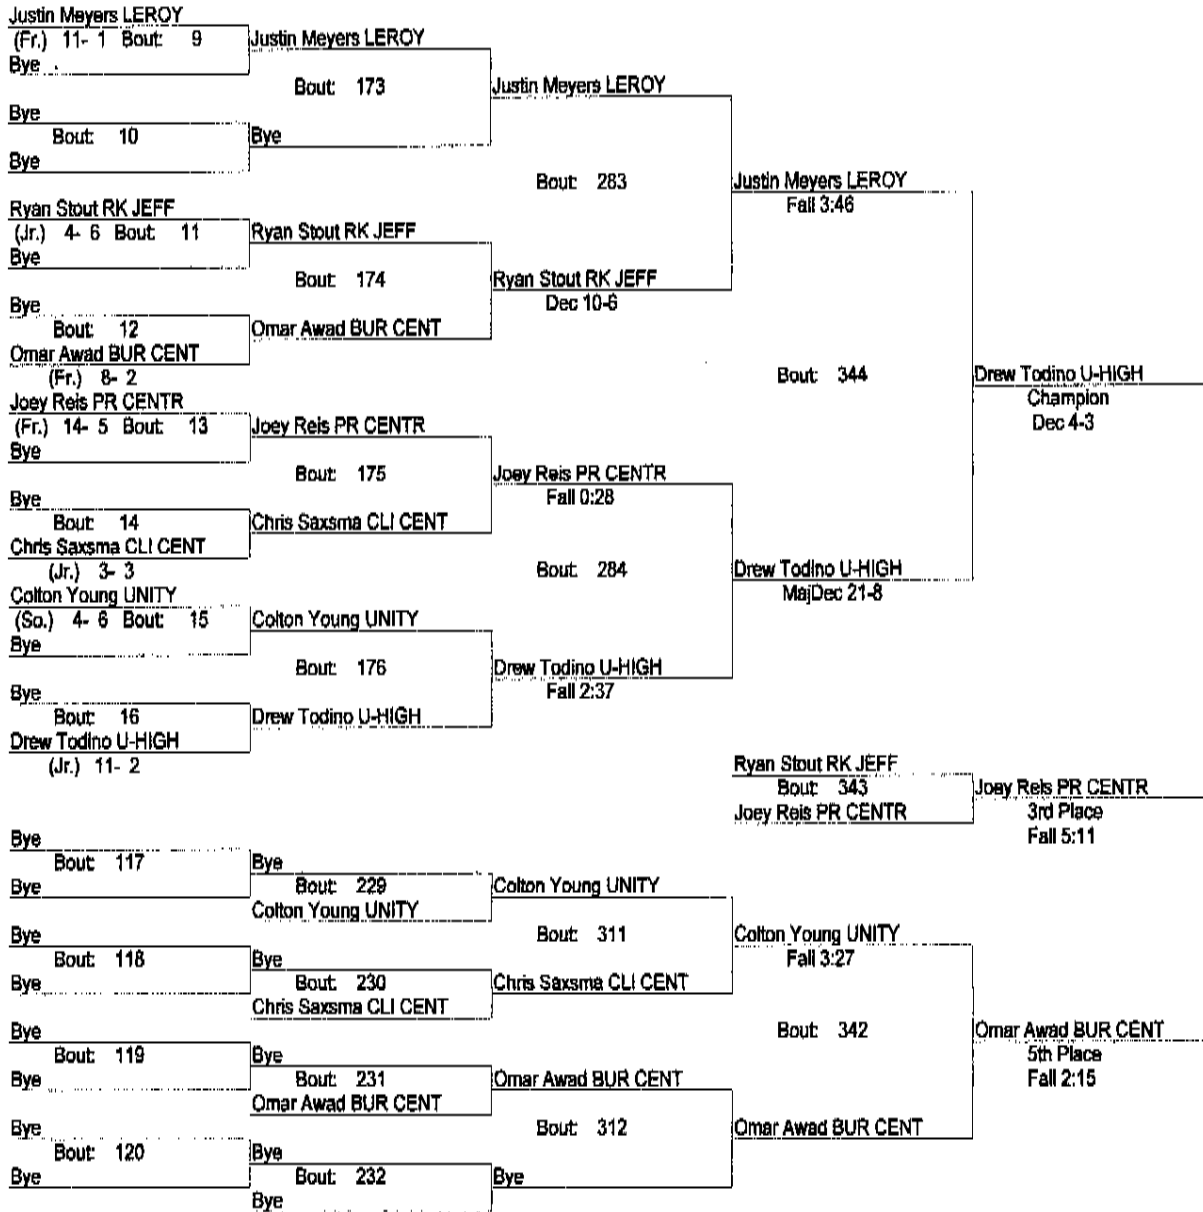 Justin Meyers LEROY
(Fr.) 11- 1 Bout: 9
Bye
Bye
Bout: 10
Bye
Ryan Stout RK JEFF
(Jr.) 4- 6 Bout: 11
Bye
Bye
Bout: 12
Omar Awad BUR CENT
(Fr.) 8- 2
Joey Reis PR CENTR
(Fr.) 14- 5 Bout: 13
Bye
Bye
Bout: 14
Chris Saxsma CLI CENT
(Jr.) 3- 3
Colton Young UNITY
(So.) 4- 6 Bout: 15
Bye
Bye
Bout: 16
Drew Todino U-HIGH
(Jr.) 11- 2
Justin Meyers LEROY
Bout: 173
Bye
Ryan Stout RK JEFF
Bout: 174
Omar Awad BUR CENT
Joey Reis PR CENTR
Bout: 175
Chris Saxsma CLI CENT
Colton Young UNITY
Bout: 176
Drew Todino U-HIGH
Justin Meyers LEROY
Bout: 283
Ryan Stout RK JEFF
Dec 10-6
Joey Reis PR CENTR
Fall 0:28
Bout: 284
Drew Todino U-HIGH
Fall 2:37
Justin Meyers LEROY
Fall 3:46
Bout: 344
Drew Todino U-HIGH
MajDec 21-8
Drew Todino U-HIGH
Champion
Dec 4-3
Ryan Stout RK JEFF
Bout: 343
Joey Reis PR CENTR
Joey Reis PR CENTR
3rd Place
Fall 5:11
Bye
Bout: 117
Bye
Bye
Bout: 118
Bye
Bye
Bout: 119
Bye
Bye
Bout: 120
Bye
Bye
Bout: 229
Colton Young UNITY
Bye
Bout: 230
Chris Saxsma CLI CENT
Bye
Bout: 231
Omar Awad BUR CENT
Bye
Bout: 232
Bye
Colton Young UNITY
Bout: 311
Chris Saxsma CLI CENT
Omar Awad BUR CENT
Bout: 312
Bye
Colton Young UNITY
Fall 3:27
Bout: 342
Omar Awad BUR CENT
Omar Awad BUR CENT
5th Place
Fall 2:15